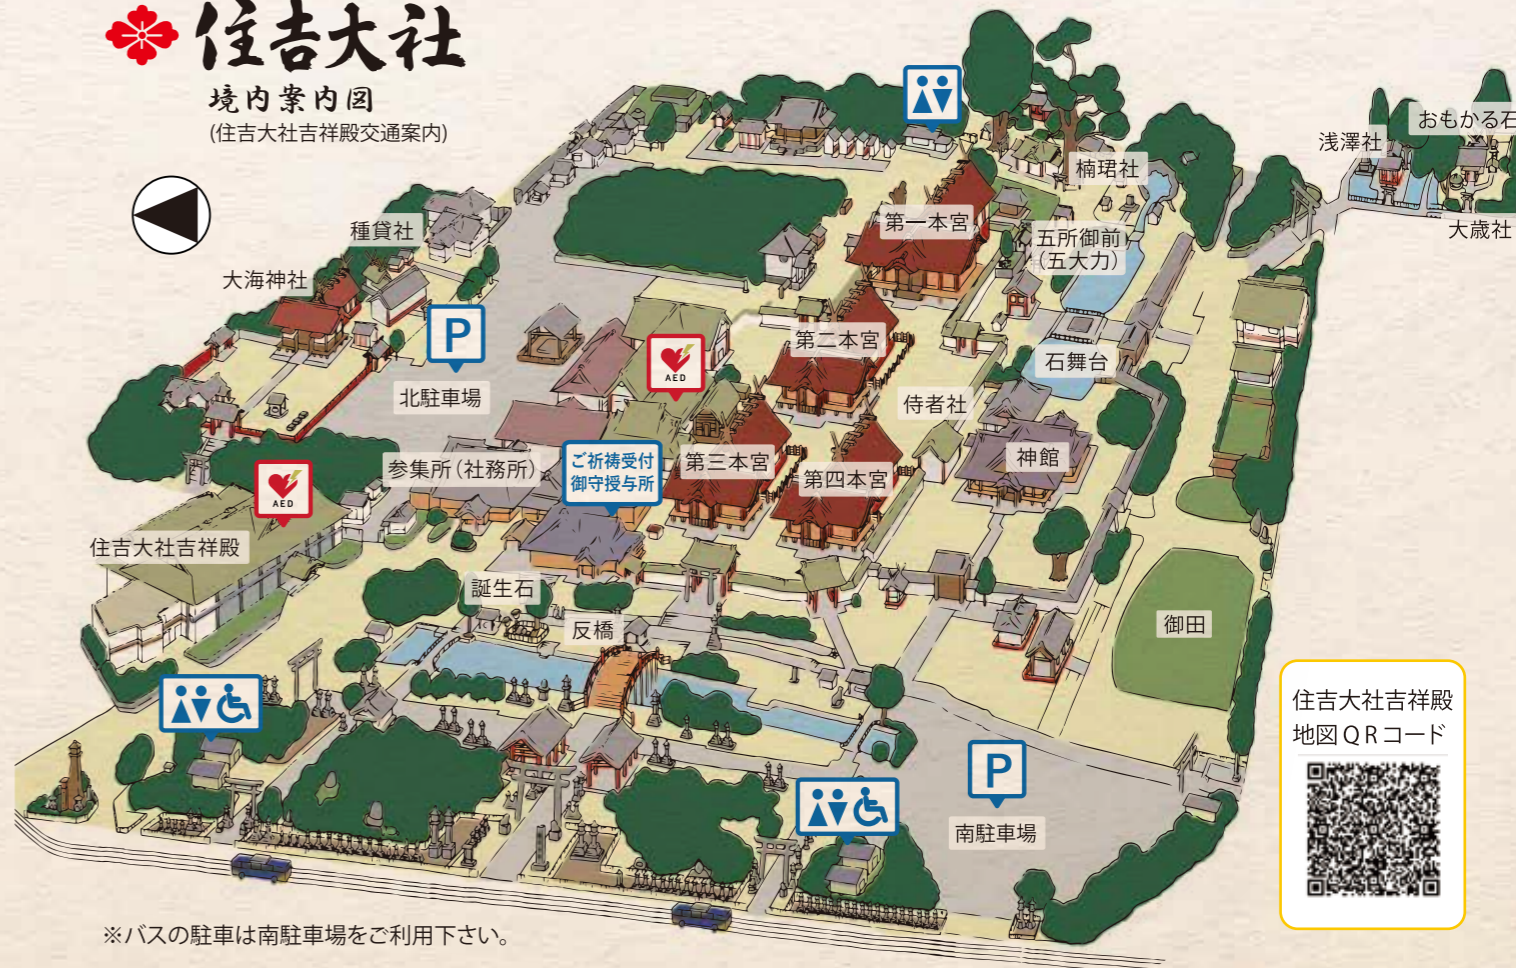 住吉大社
境内案内図
(住吉大社吉祥殿交通案内)
浅澤社
おもかる石
大歳社
楠珺社
種貸社
第一本宮
五所御前
(五大力)
大海神社
P
北駐車場
第二本宮
石舞台
AED
侍者社
参集所(社務所)
ご祈祷受付
御守授与所
第三本宮
第四本宮
神館
AED
住吉大社吉祥殿
誕生石
反橋
御田
P
南駐車場
住吉大社吉祥殿
地図QRコード
※バスの駐車は南駐車場をご利用下さい。